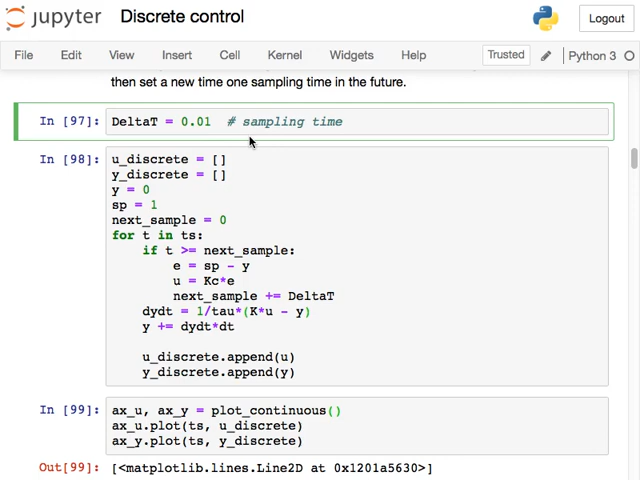 jupyter Discrete control Logout
File Edit View Insert Cell Kernel Widgets Help Trusted Python 3
then set a new time one sampling time in the future.
In [97]: DeltaT = 0.01 # sampling time
In [98]: u_discrete = []
y_discrete = []
y = 0
sp = 1
next_sample = 0
for t in ts:
    if t >= next_sample:
        e = sp - y
        u = Kc*e
        next_sample += DeltaT
    dydt = 1/tau*(K*u - y)
    y += dydt*dt
    u_discrete.append(u)
    y_discrete.append(y)
In [99]: ax_u, ax_y = plot_continuous()
ax_u.plot(ts, u_discrete)
ax_y.plot(ts, y_discrete)
Out[99]: [<matplotlib.lines.Line2D at 0x1201a5630>]